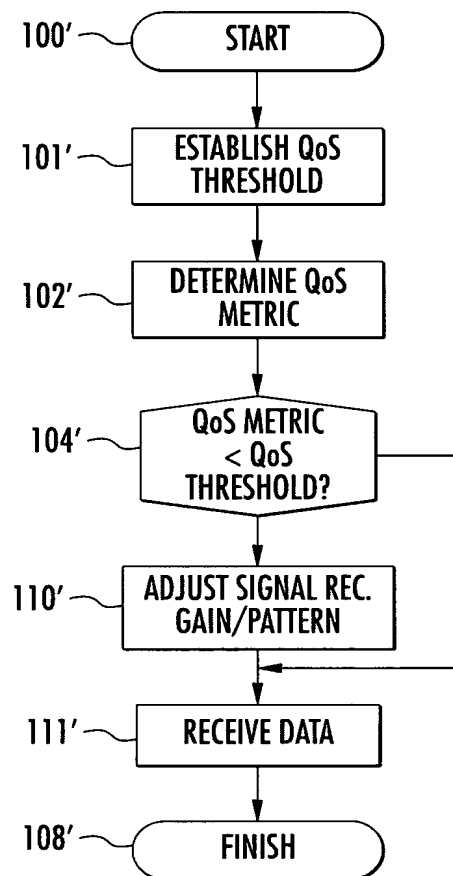 100'
START
101'
ESTABLISH QoS
THRESHOLD
102'
DETERMINE QoS
METRIC
104'
QoS METRIC
< QoS
THRESHOLD?
110'
ADJUST SIGNAL REC.
GAIN/PATTERN
111'
RECEIVE DATA
108'
FINISH